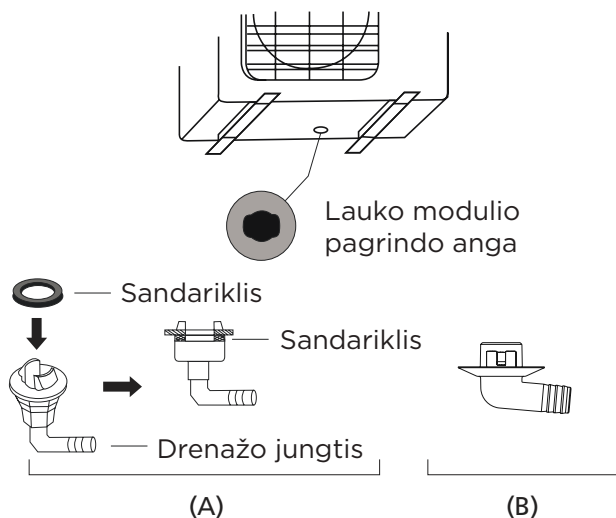 Lauko modulio
pagrindo anga
Sandariklis
Sandariklis
Drenažo jungtis
(A)
(B)